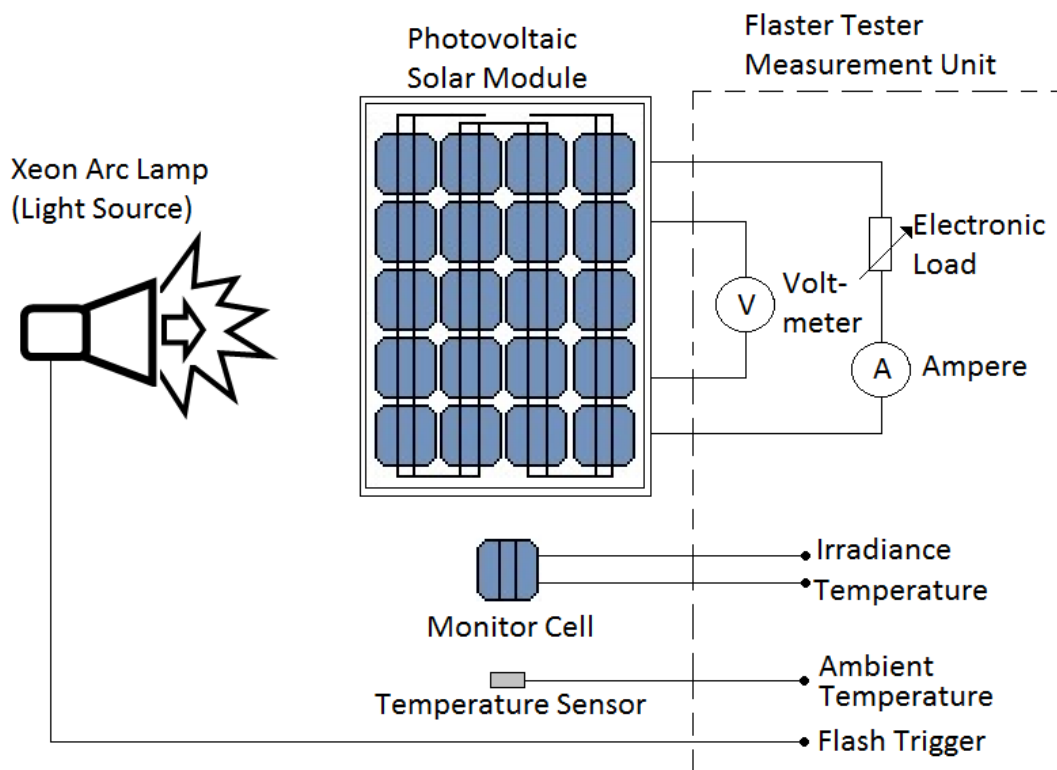 Photovoltaic
Solar Module
Flaster Tester
Measurement Unit
Xeon Arc Lamp
(Light Source)
Electronic
Load
V
Volt-
meter
A
Ampere
Irradiance
Temperature
Monitor Cell
Ambient
Temperature
Temperature Sensor
Flash Trigger